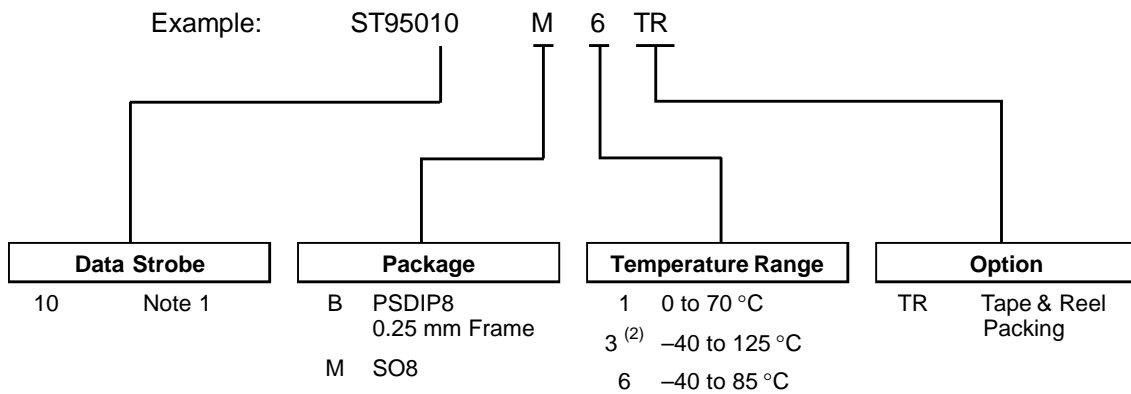 Example: ST95010 M 6 TR
Data Strobe
10 Note 1
Package
B PSDIP8
0.25 mm Frame
M SO8
Temperature Range
1 0 to 70 °C
3 (2) –40 to 125 °C
6 –40 to 85 °C
Option
TR Tape & Reel
Packing